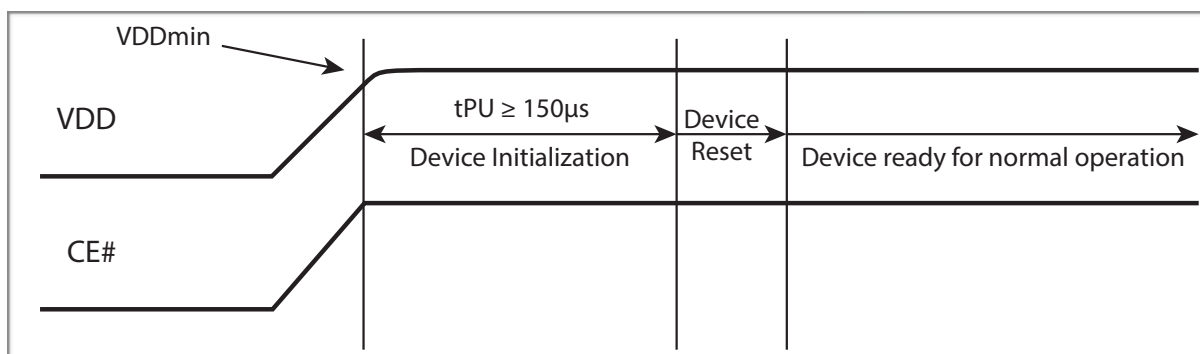 VDDmin
VDD
tPU ≥ 150μs
Device Initialization
Device
Reset
Device ready for normal operation
CE#